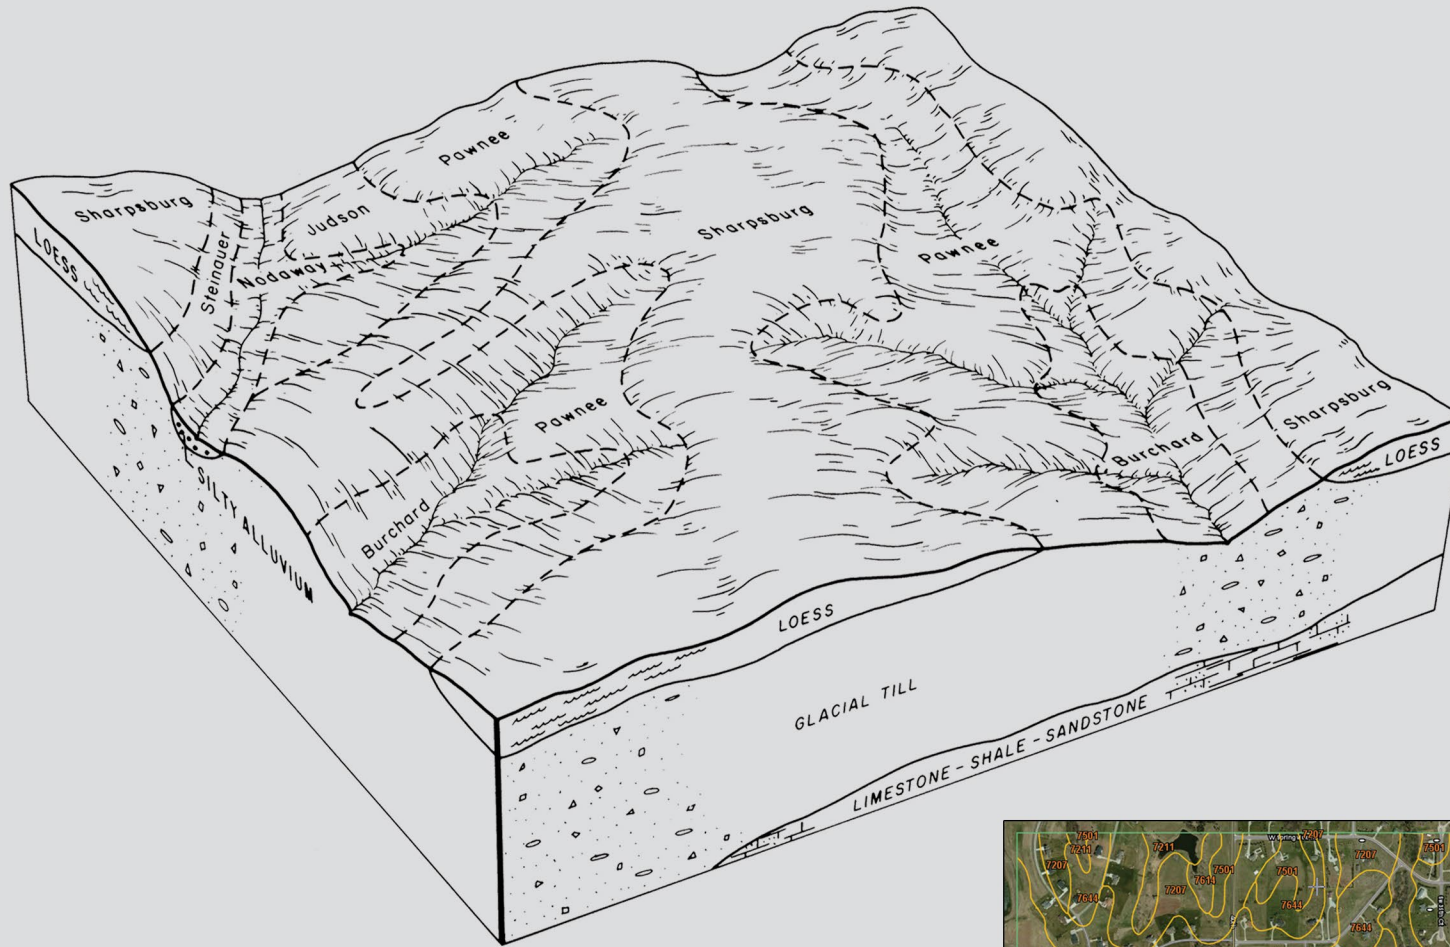 Pawnee
Sharpsburg
Judson
Sharpsburg
LOESS
Steinauer
Nodaway
Pawnee
Pawnee
Sharpsburg
Burchard
LOESS
SILTY ALLUVIUM
Burchard
LOESS
GLACIAL TILL
LIMESTONE - SHALE - SANDSTONE
7501
7207
7211
7211
7207
7501
7207
7501
7501
7614
7207
7644
7644
7644